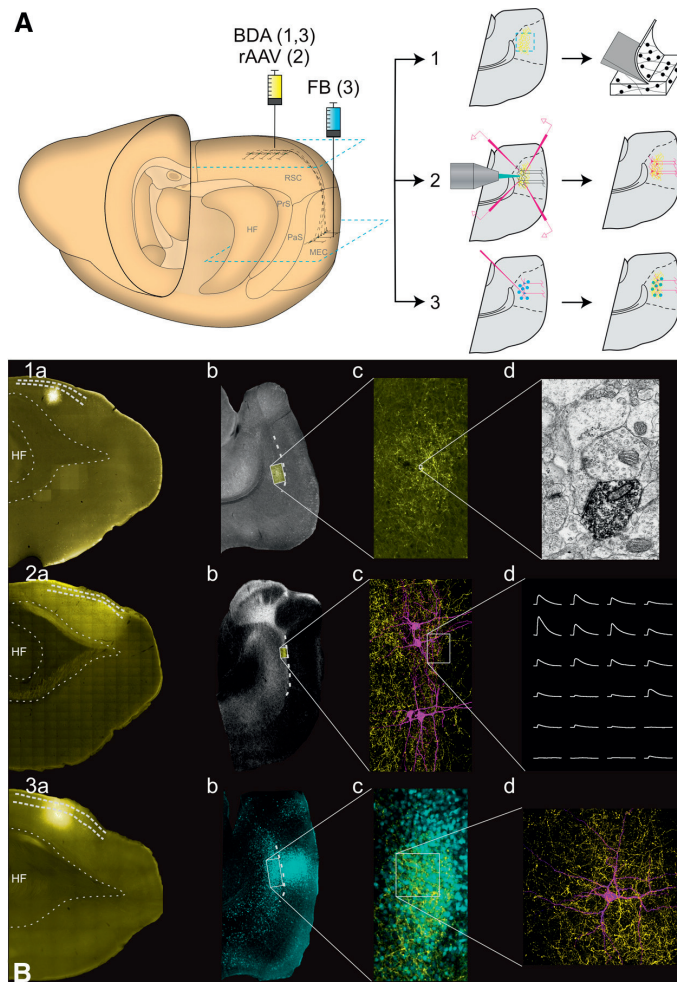 A
BDA (1,3)
rAAV (2)
FB (3)
RSC
PrS
HF
PaS
MEC
1
2
3
1a
b
c
d
HF
2a
b
c
d
HF
3a
b
c
d
HF
B